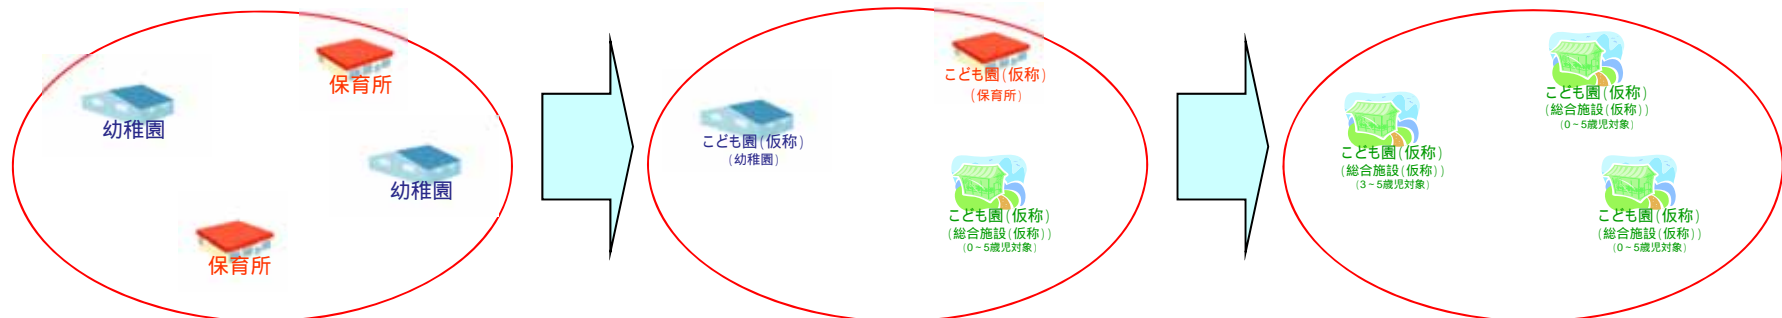 保育所
幼稚園
幼稚園
保育所
こども園(仮称)
(保育所)
こども園(仮称)
(幼稚園)
こども園(仮称)
(総合施設(仮称))
(0~5歳児対象)
こども園(仮称)
(総合施設(仮称))
(0~5歳児対象)
こども園(仮称)
(総合施設(仮称))
(3~5歳児対象)
こども園(仮称)
(総合施設(仮称))
(0~5歳児対象)